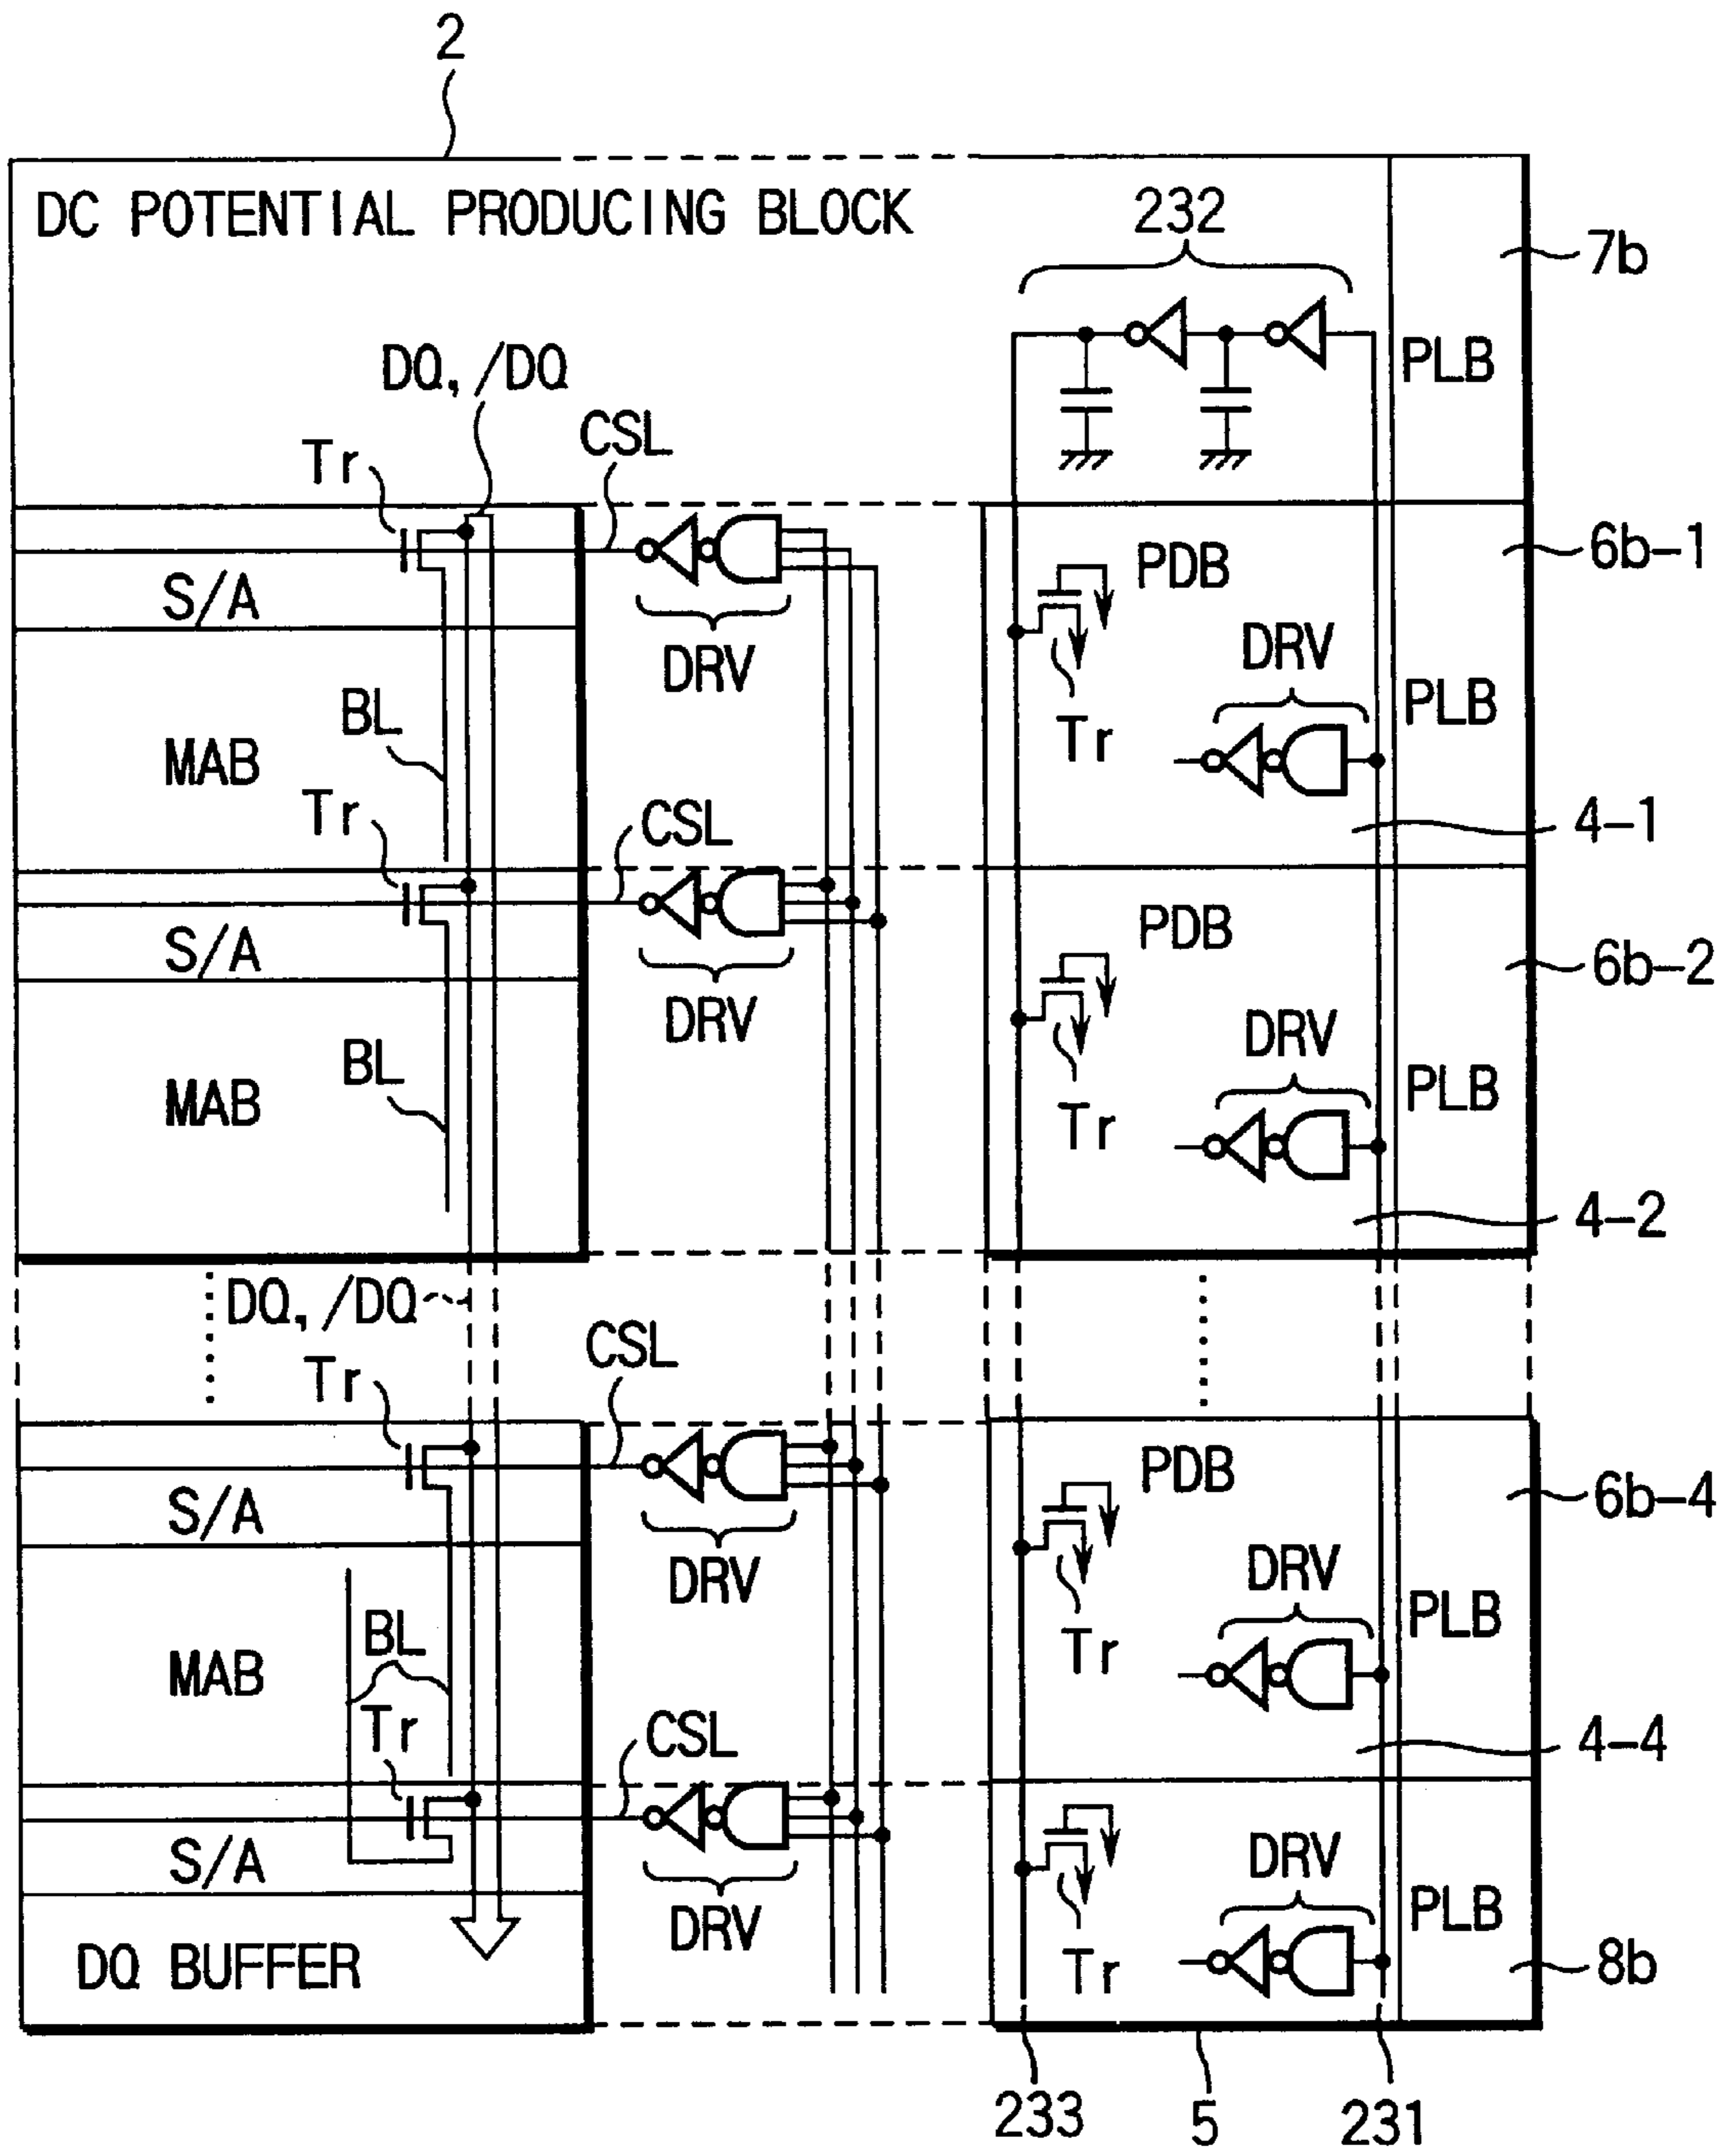 2
DC POTENTIAL PRODUCING BLOCK
232
7b
PLB
DQ, /DQ
CSL
Tr
6b-1
PDB
S/A
DRV
DRV
BL
PLB
MAB
Tr
Tr
CSL
4-1
PDB
S/A
6b-2
DRV
DRV
BL
PLB
MAB
Tr
4-2
DQ, /DQ
CSL
Tr
PDB
6b-4
S/A
DRV
DRV
PLB
BL
MAB
Tr
Tr
CSL
4-4
S/A
DRV
DRV
PLB
DQ BUFFER
Tr
8b
233
5
231